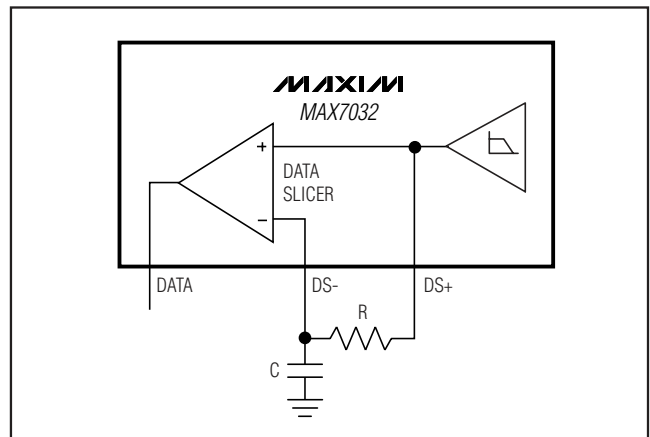 MAXIM
MAX7032
+
DATA
SLICER
−
DATA
DS-
DS+
R
C